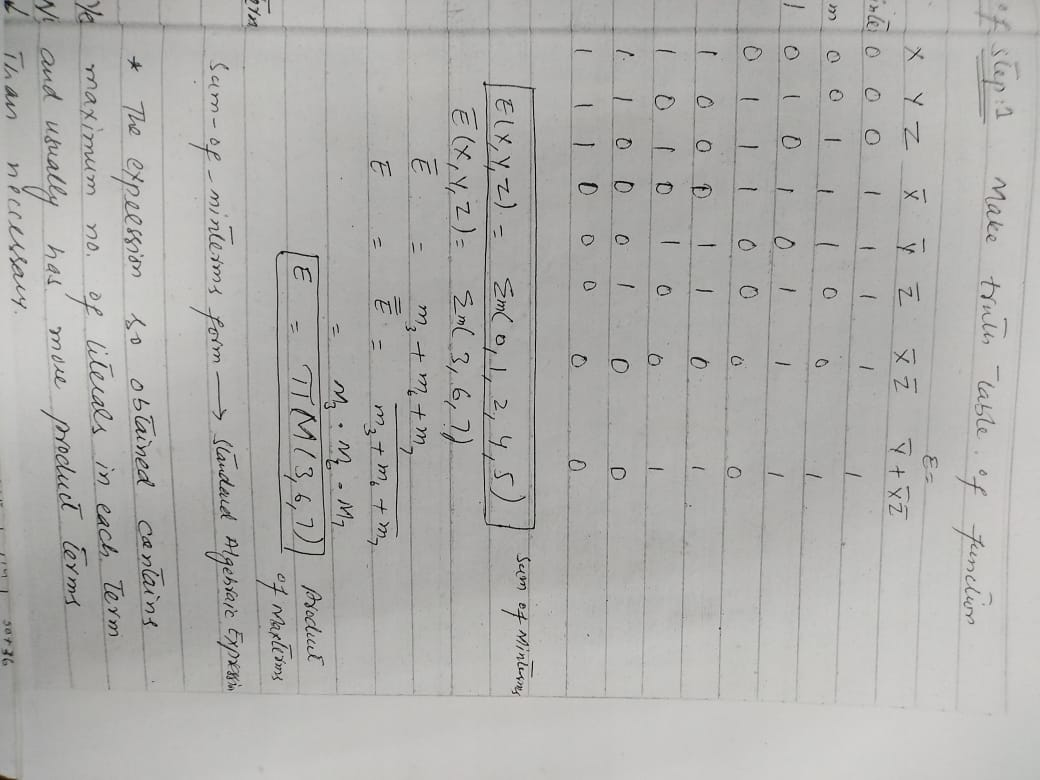 of step:1 Make truth table of function
E=
X Y Z X̄ Ȳ Z̄ X̄Z̄ Ȳ+X̄Z̄
0 0 0 1 1 1 1 1
0 0 1 1 1 0 0 1
0 1 0 1 0 1 1 1
0 1 1 1 0 0 0 0
1 0 0 0 1 1 0 1
1 0 1 0 1 0 0 1
1 1 0 0 0 1 0 0
1 1 1 0 0 0 0 0
E(X,Y,Z) = Σm(0,1,2,4,5) Sum of Minterms
Ē(X,Y,Z) = Σm(3,6,7)
Ē = m₃ + m₆ + m₇
E = E̿ = \overline{m₃ + m₆ + m₇}
= M₃ · M₆ · M₇
E = ΠM(3,6,7) Product
of Maxterms
Sum-of-minterms form → Standard Algebraic Expression
* The expession so obtained cantains
maximum no. of literals in each term
and usually has more product terms
Than neccessary.